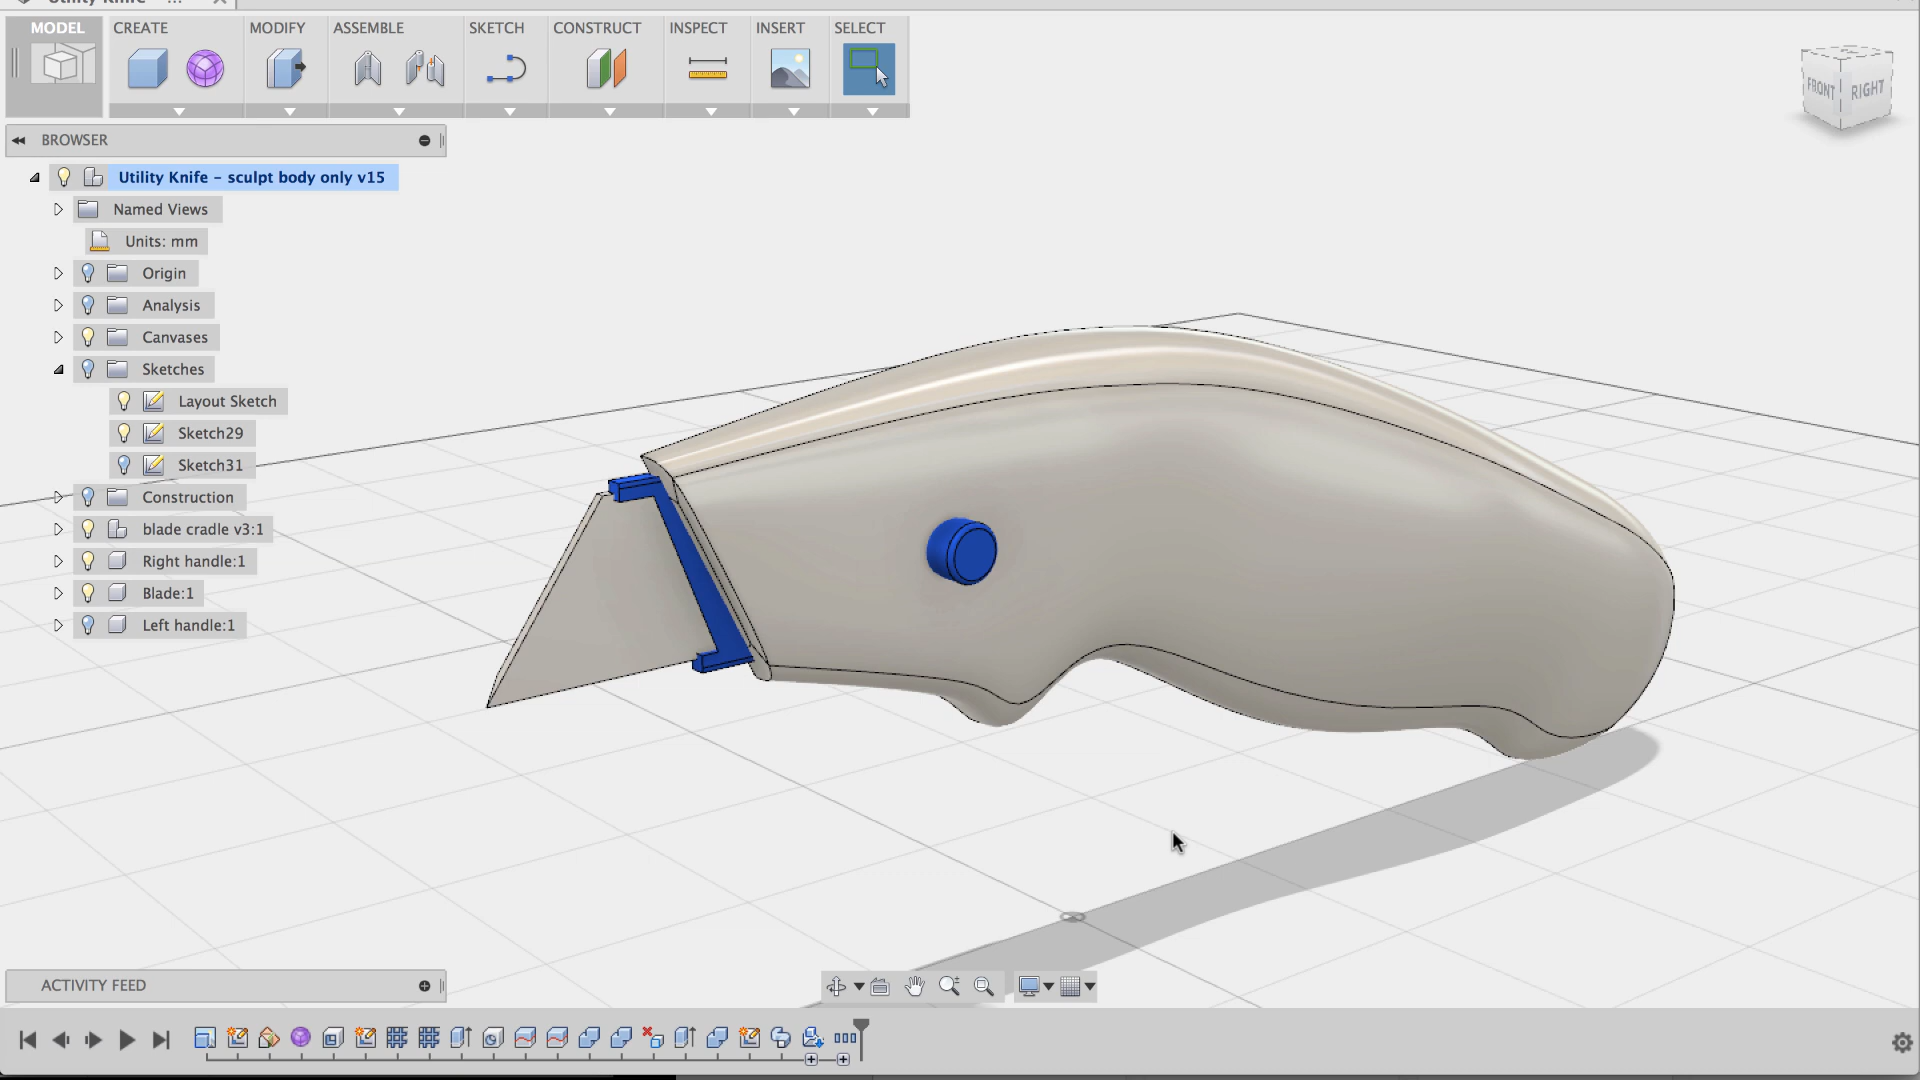 Utility Knife – ...
MODEL CREATE MODIFY ASSEMBLE SKETCH CONSTRUCT INSPECT INSERT SELECT
FRONT RIGHT
BROWSER
Utility Knife – sculpt body only v15
Named Views
Units: mm
Origin
Analysis
Canvases
Sketches
Layout Sketch
Sketch29
Sketch31
Construction
blade cradle v3:1
Right handle:1
Blade:1
Left handle:1
ACTIVITY FEED